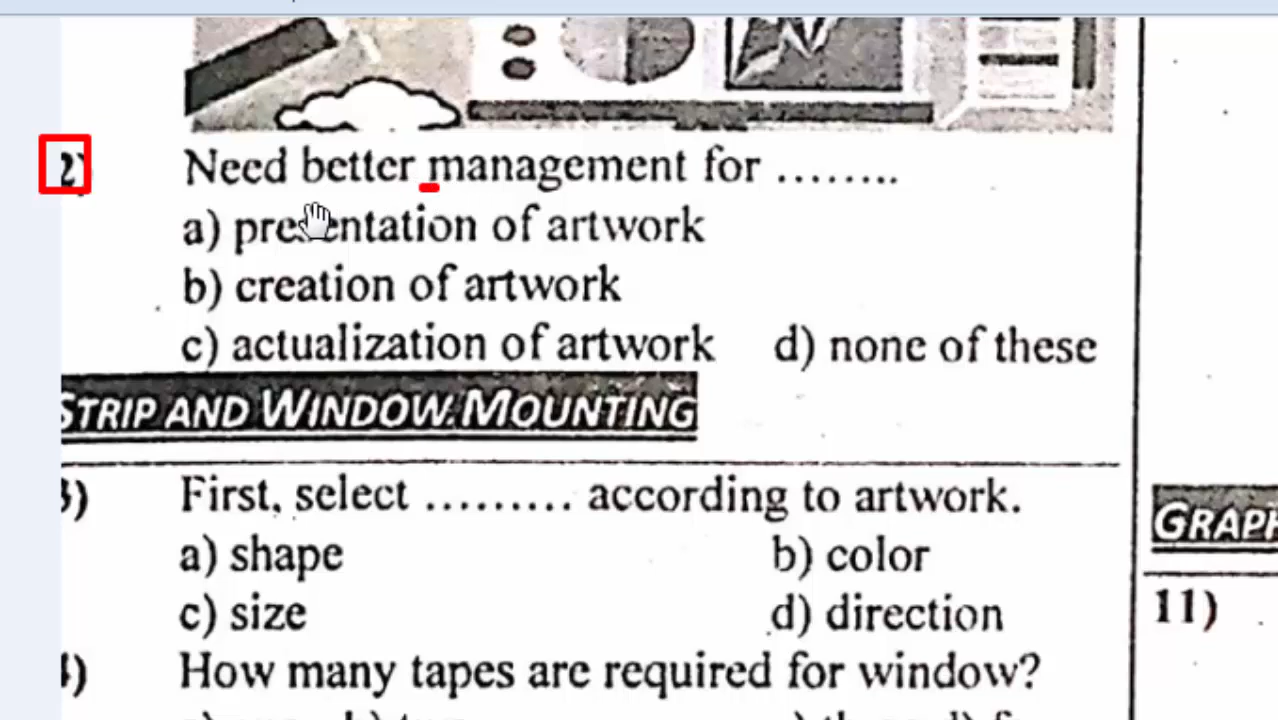 2) Need better management for ........
a) presentation of artwork
b) creation of artwork
c) actualization of artwork d) none of these
STRIP AND WINDOW MOUNTING
3) First, select ......... according to artwork.
a) shape b) color
c) size d) direction
How many tapes are required for window?
GRAPH
11)